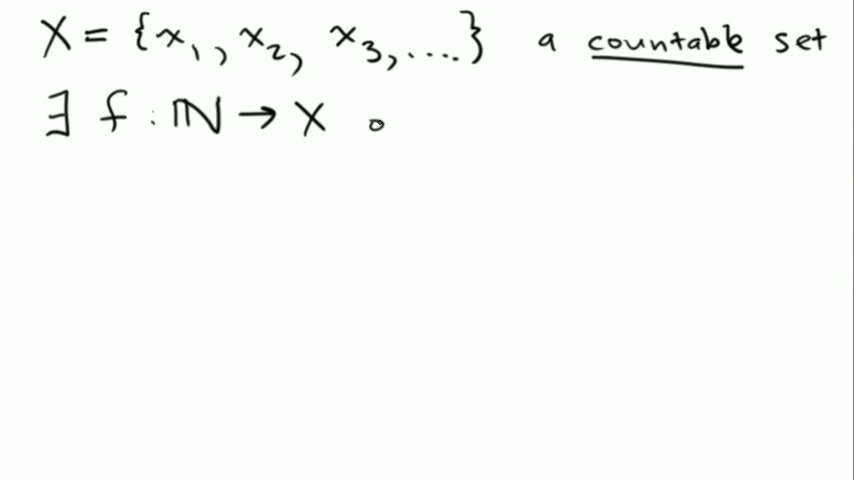 X = {x₁, x₂, x₃, ....} a countable set
∃ f : ℕ → X o